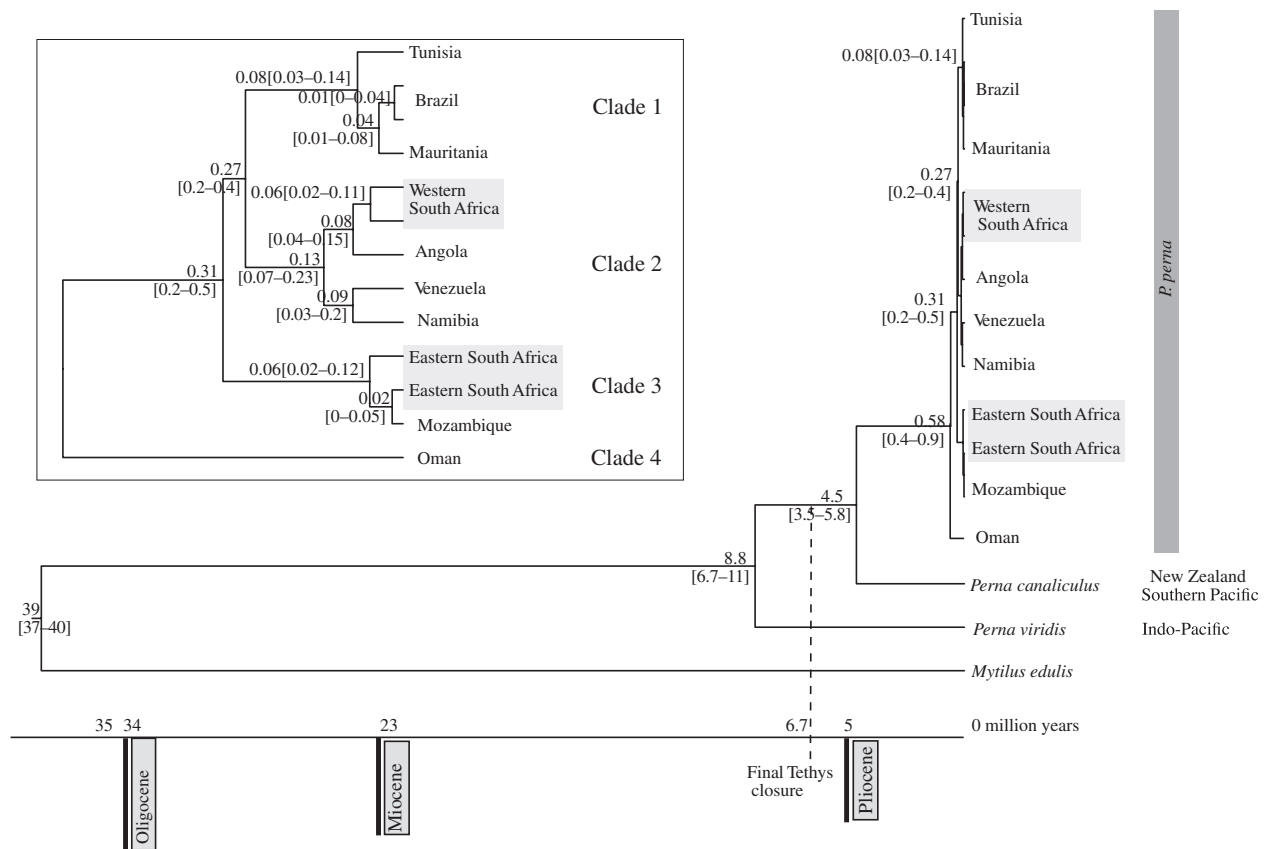 Tunisia
0.08[0.03–0.14]
0.01[0–0.04]
Brazil
Clade 1
0.04
[0.01–0.08]
Mauritania
0.27
[0.2–0.4]
0.06[0.02–0.11]
Western
South Africa
0.08
[0.04–0.15]
Angola
0.13
[0.07–0.23]
Clade 2
0.31
[0.2–0.5]
Venezuela
0.09
[0.03–0.2]
Namibia
Eastern South Africa
0.06[0.02–0.12]
Eastern South Africa
Clade 3
0.02
[0–0.05]
Mozambique
Oman
Clade 4
Tunisia
0.08[0.03–0.14]
Brazil
Mauritania
0.27
[0.2–0.4]
Western
South Africa
Angola
0.31
[0.2–0.5]
Venezuela
Namibia
Eastern South Africa
0.58
[0.4–0.9]
Eastern South Africa
Mozambique
Oman
P. perna
4.5
[3.5–5.8]
8.8
[6.7–11]
Perna canaliculus
New Zealand
Southern Pacific
39
[37–40]
Perna viridis
Indo-Pacific
Mytilus edulis
35 34
23
6.7
5
0 million years
Final Tethys
closure
Oligocene
Miocene
Pliocene